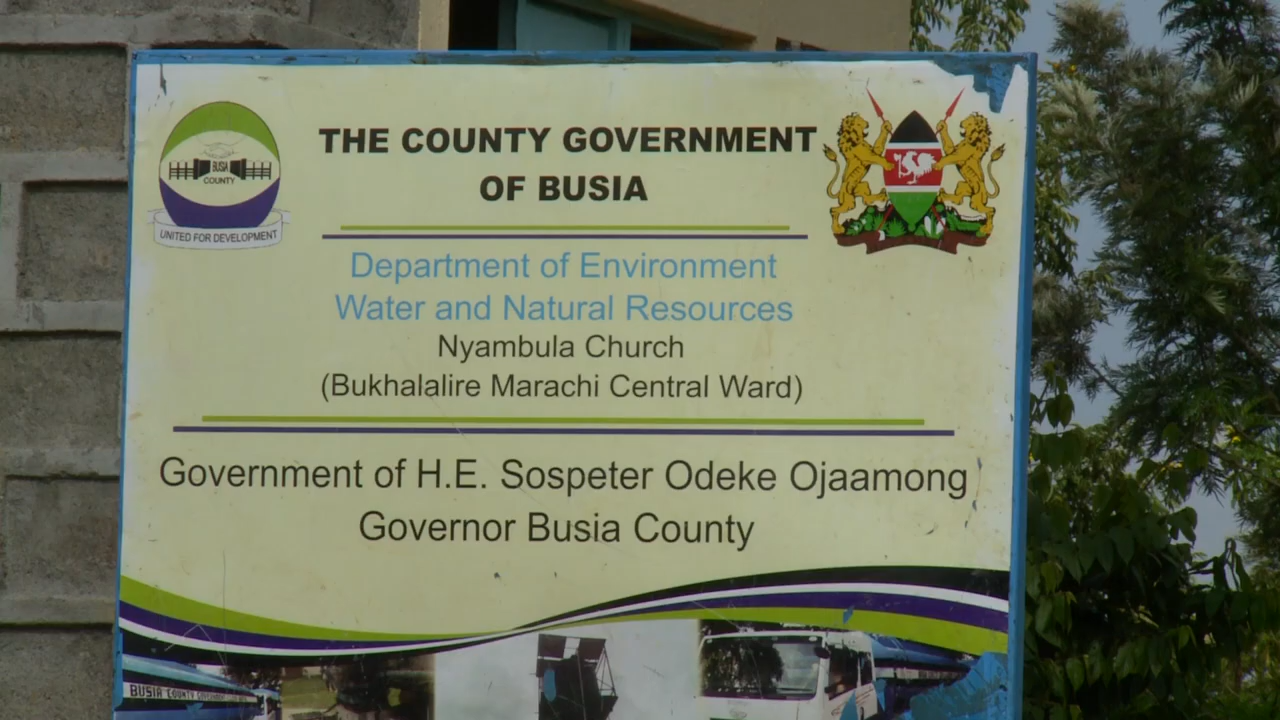 THE COUNTY GOVERNMENT
OF BUSIA
BUSIA
COUNTY
UNITED FOR DEVELOPMENT
Department of Environment
Water and Natural Resources
Nyambula Church
(Bukhalalire Marachi Central Ward)
Government of H.E. Sospeter Odeke Ojaamong
Governor Busia County
BUSIA COUNTY GOVERNMENT